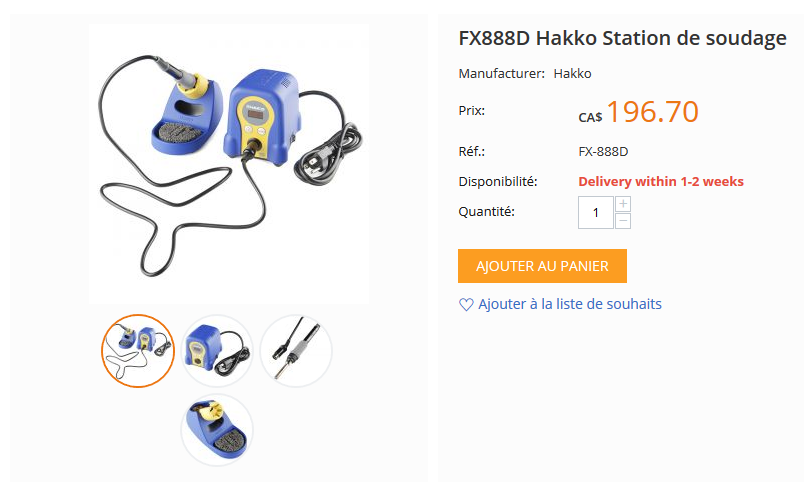 FX888D Hakko Station de soudage
Manufacturer: Hakko
Prix: CA$ 196.70
Réf.: FX-888D
Disponibilité: Delivery within 1-2 weeks
Quantité: 1 + −
AJOUTER AU PANIER
♡ Ajouter à la liste de souhaits